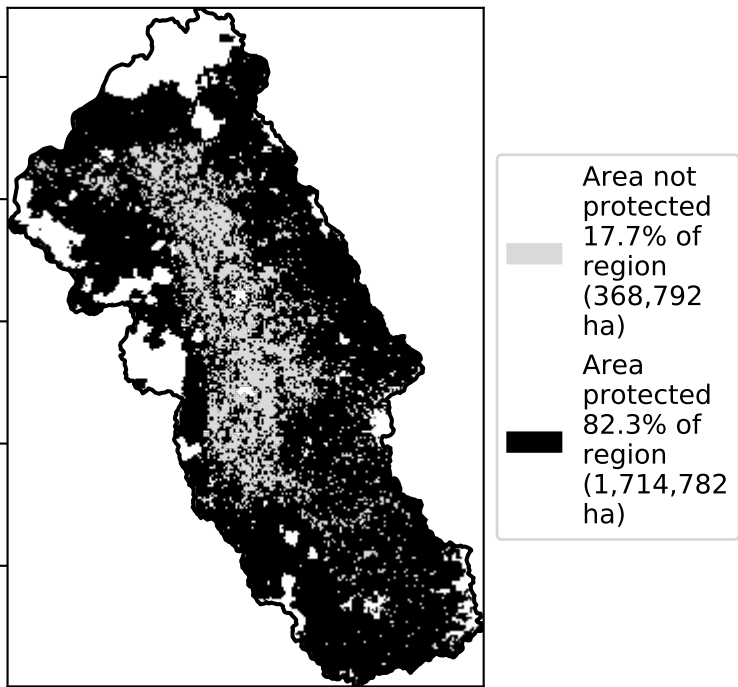 Area not
protected
17.7% of
region
(368,792
ha)
Area
protected
82.3% of
region
(1,714,782
ha)